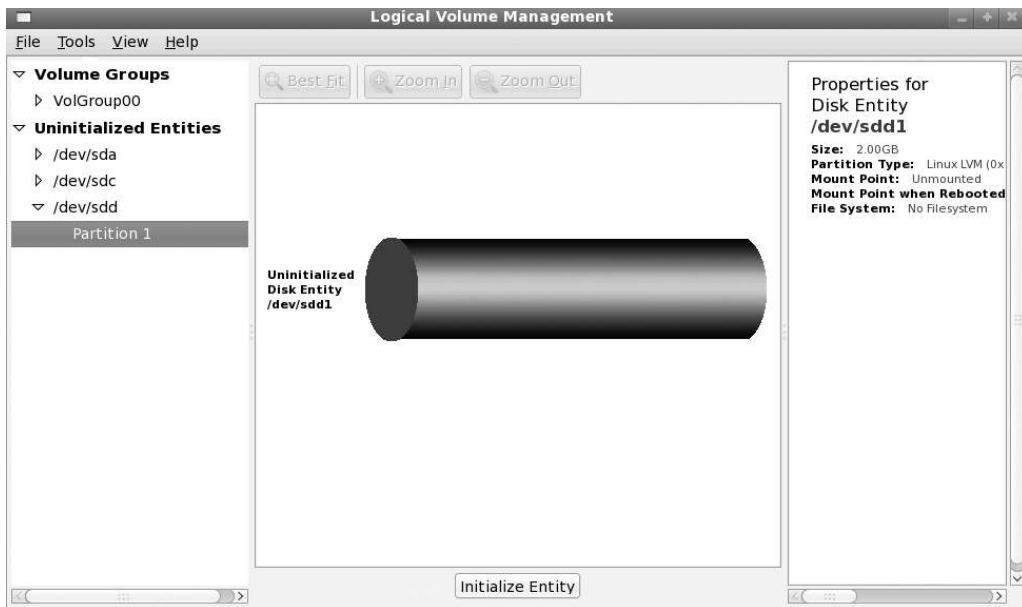 Logical Volume Management
File Tools View Help
Volume Groups
VolGroup00
Uninitialized Entities
/dev/sda
/dev/sdc
/dev/sdd
Partition 1
Best Fit Zoom In Zoom Out
Uninitialized
Disk Entity
/dev/sdd1
Initialize Entity
Properties for
Disk Entity
/dev/sdd1
Size: 2.00GB
Partition Type: Linux LVM (0x
Mount Point: Unmounted
Mount Point when Rebooted
File System: No Filesystem